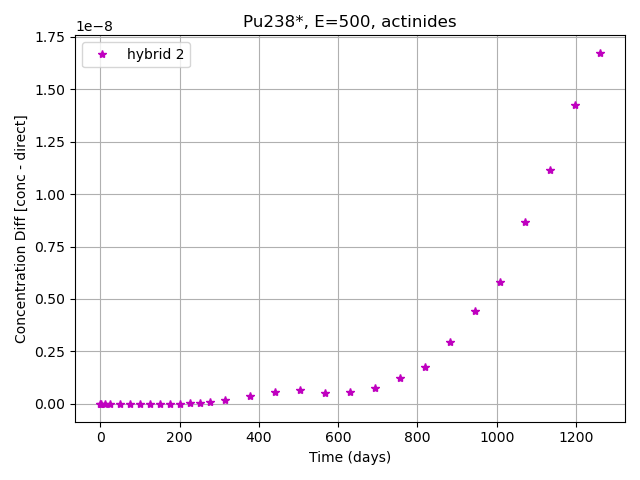 Pu238*, E=500, actinides
1e−8
hybrid 2
Concentration Diff [conc - direct]
1.75
1.50
1.25
1.00
0.75
0.50
0.25
0.00
0 200 400 600 800 1000 1200
Time (days)